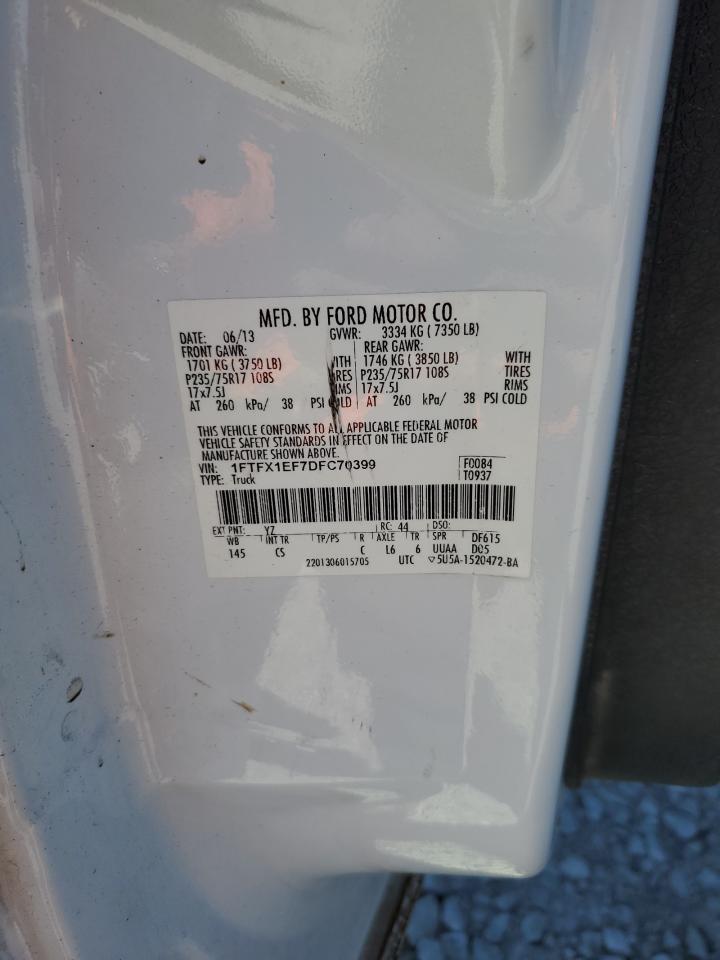 MFD. BY FORD MOTOR CO.
DATE: 06/13 GVWR: 3334 KG ( 7350 LB)
FRONT GAWR: REAR GAWR:
1701 KG ( 3750 LB) WITH 1746 KG ( 3850 LB) WITH
P235/75R17 108S TIRES P235/75R17 108S TIRES
17x7.5J RIMS 17x7.5J RIMS
AT 260 kPa/ 38 PSI COLD AT 260 kPa/ 38 PSI COLD
THIS VEHICLE CONFORMS TO ALL APPLICABLE FEDERAL MOTOR
VEHICLE SAFETY STANDARDS IN EFFECT ON THE DATE OF
MANUFACTURE SHOWN ABOVE.
VIN: 1FTFX1EF7DFC70399 F0084
TYPE: Truck T0937
EXT PNT: YZ RC: 44 DSO:
WB INT TR TP/PS R AXLE TR SPR DF615
145 CS C L6 6 UUAA D05
2201306015705 UTC ▽5U5A-1520472-BA